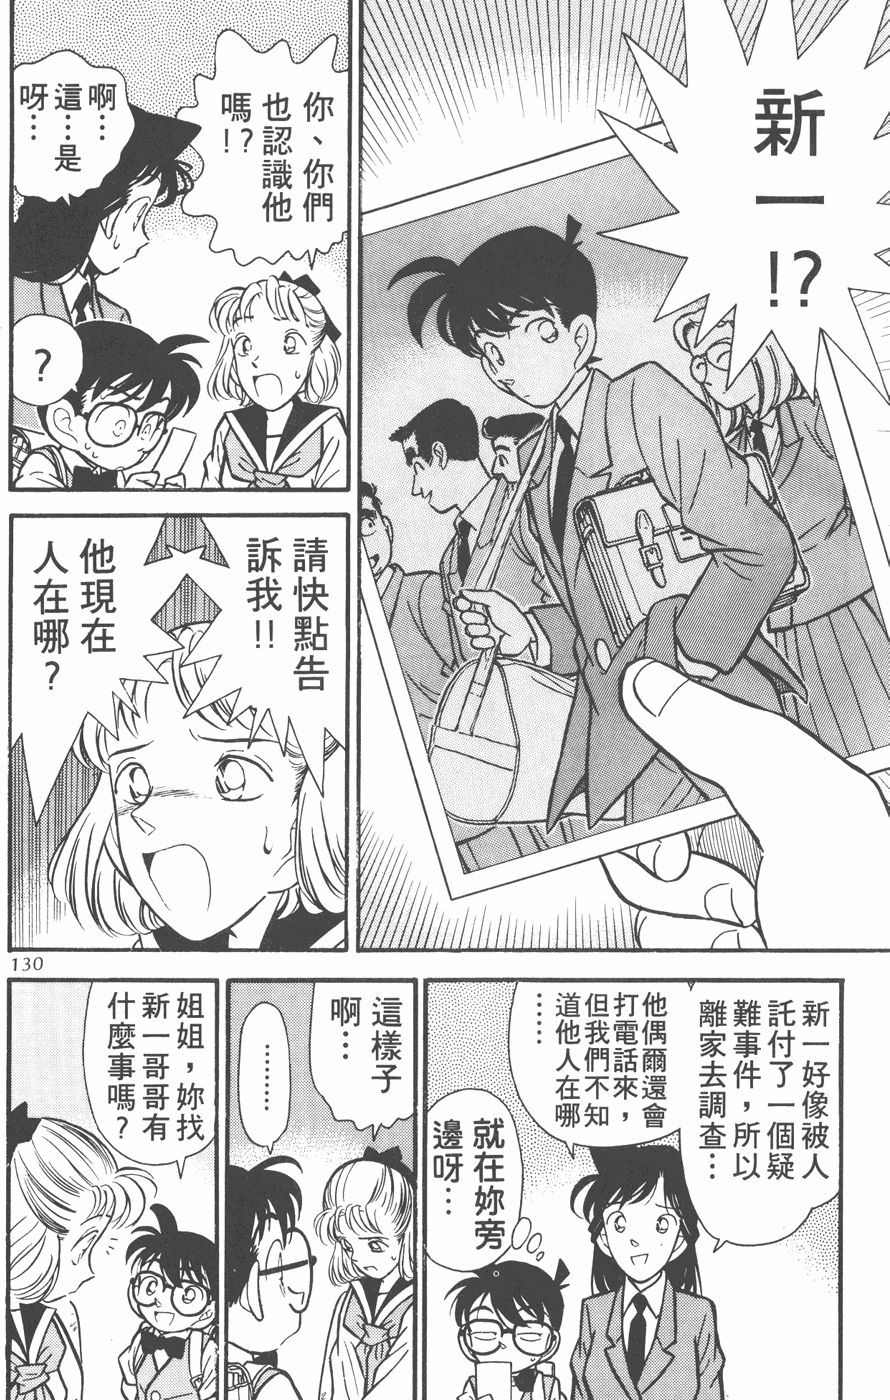 新一!?
你、你們
也認識他
嗎!?
啊…
這…是
呀…
?
請快點告
訴我!!
他現在
人在哪?
130
新一好像被人
託付了一個疑
難事件，所以
離家去調查…
他偶爾還會
打電話來，
但我們不知
道他人在哪
……
就在妳旁
邊呀…
這樣子
啊…
………
姐姐，妳找
新一哥哥有
什麼事嗎?